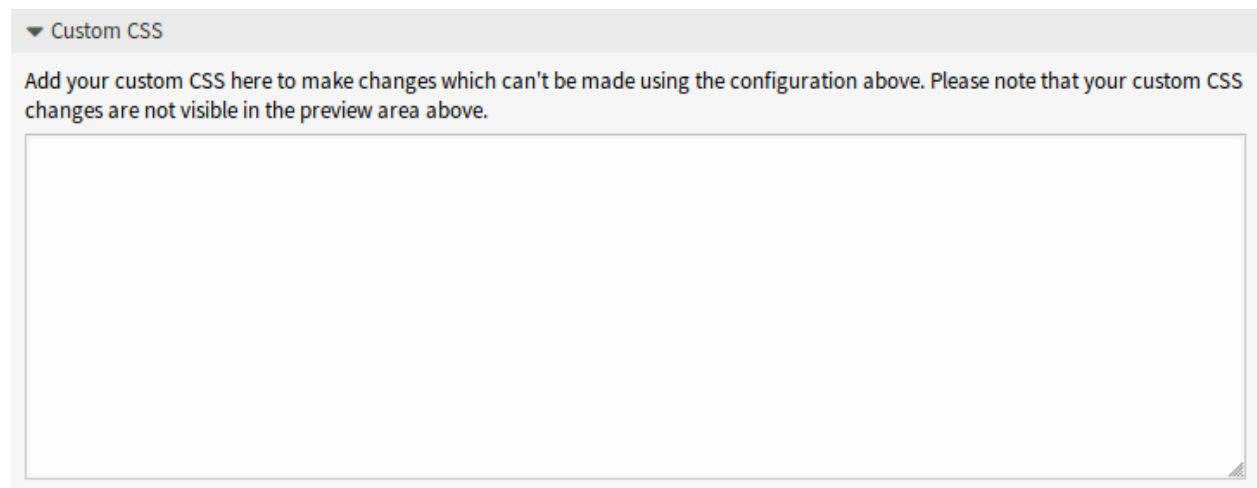 Custom CSS
Add your custom CSS here to make changes which can't be made using the configuration above. Please note that your custom CSS
changes are not visible in the preview area above.